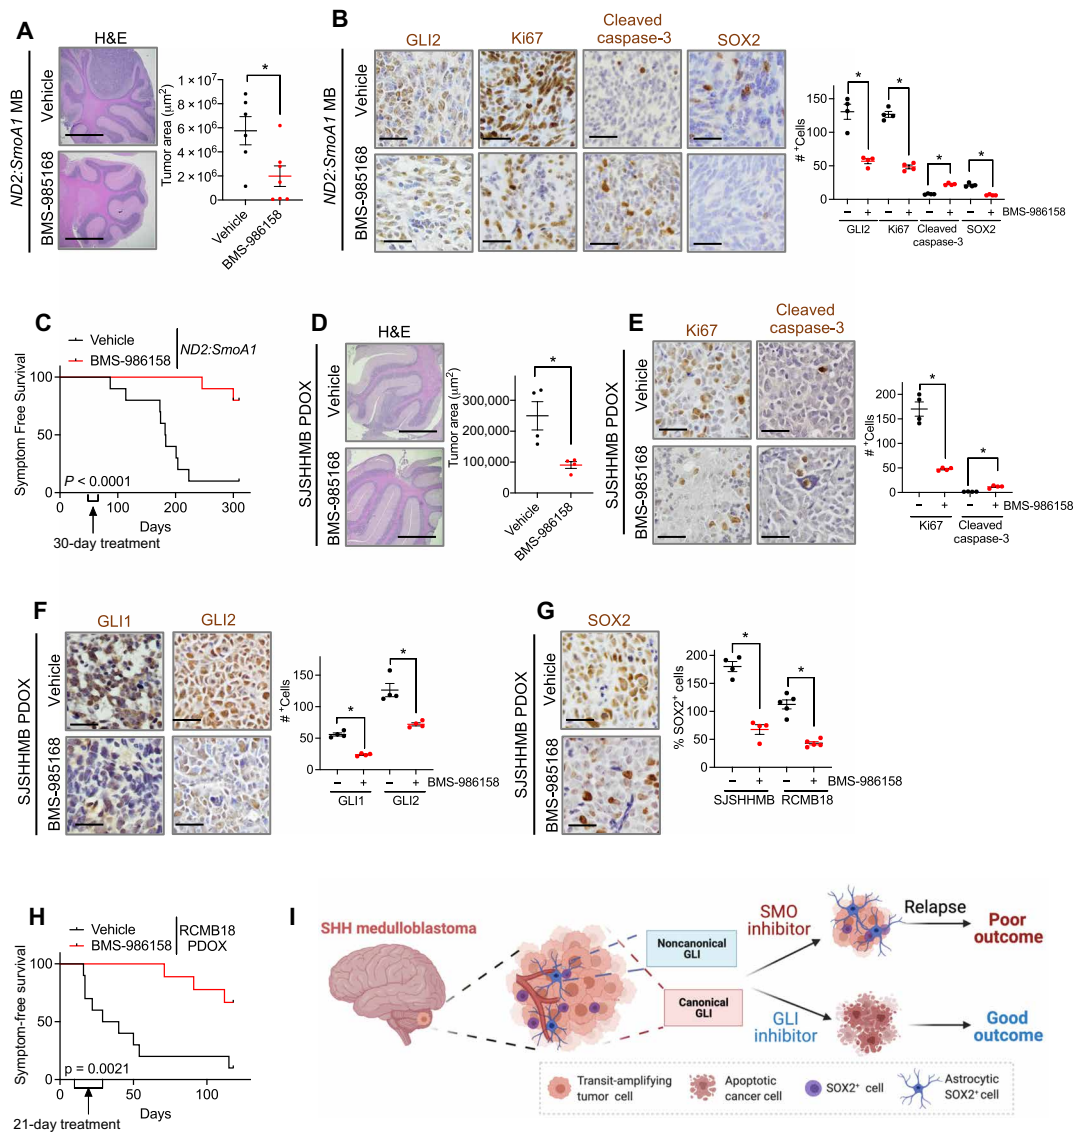 A
H&E
ND2:SmoA1 MB
Vehicle
BMS-985168
Tumor area (μm²)
1 × 10⁷
8 × 10⁶
6 × 10⁶
4 × 10⁶
2 × 10⁶
0
*
Vehicle
BMS-986158
B
GLI2
Ki67
Cleaved
caspase-3
SOX2
ND2:SmoA1 MB
Vehicle
BMS-985168
# ⁺Cells
150
100
50
0
*
*
*
*
– + – + – + – + BMS-986158
GLI2 Ki67 Cleaved SOX2
caspase-3
C
Vehicle
BMS-986158
ND2:SmoA1
Symptom Free Survival
100
50
0
P < 0.0001
0 100 200 300
Days
30-day treatment
D
H&E
SJSHHMB PDOX
Vehicle
BMS-985168
Tumor area (μm²)
300,000
200,000
100,000
0
*
Vehicle
BMS-986158
E
Ki67
Cleaved
caspase-3
SJSHHMB PDOX
Vehicle
BMS-985168
# ⁺Cells
200
150
100
50
0
*
*
– + – + BMS-986158
Ki67 Cleaved
caspase-3
F
GLI1
GLI2
SJSHHMB PDOX
Vehicle
BMS-985168
# ⁺Cells
150
100
50
0
*
*
– + – + BMS-986158
GLI1 GLI2
G
SOX2
SJSHHMB PDOX
Vehicle
BMS-985168
% SOX2⁺ cells
200
150
100
50
0
*
*
– + – + BMS-986158
SJSHHMB RCMB18
H
Vehicle
BMS-986158
RCMB18
PDOX
Symptom-free survival
100
50
0
p = 0.0021
0 50 100
Days
21-day treatment
I
SHH medulloblastoma
Noncanonical
GLI
Canonical
GLI
SMO
inhibitor
GLI
inhibitor
Relapse
Poor
outcome
Good
outcome
Transit-amplifying
tumor cell
Apoptotic
cancer cell
SOX2⁺ cell
Astrocytic
SOX2⁺ cell